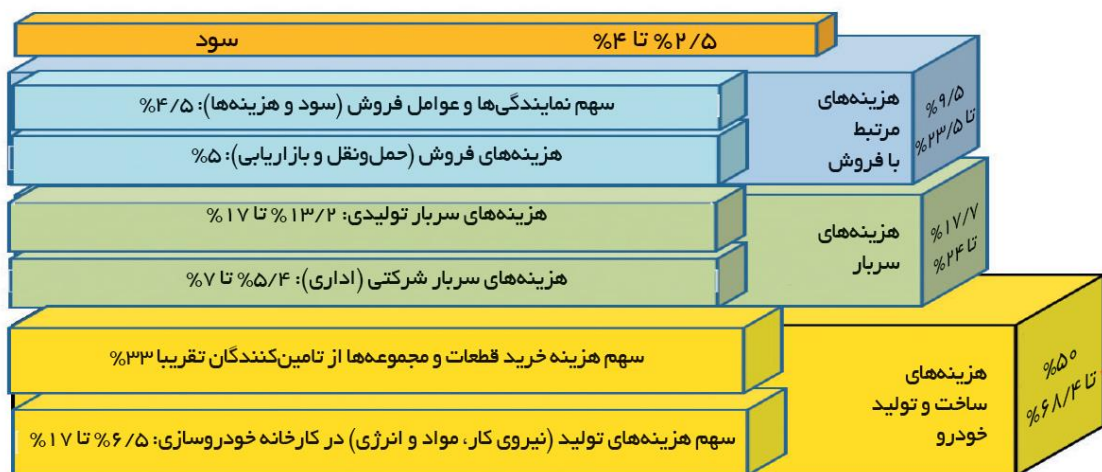 سود %۲/۵ تا ۴%
سهم نمایندگی‌ها و عوامل فروش (سود و هزینه‌ها): ۴/۵%
هزینه‌های فروش (حمل‌ونقل و بازاریابی): ۵%
هزینه‌های
مرتبط
با فروش
%۹/۵
تا ۲۳/۵%
هزینه‌های سربار تولیدی: ۱۳/۲% تا ۱۷%
هزینه‌های سربار شرکتی (اداری): ۵/۴% تا ۷%
هزینه‌های
سربار
%۱۷/۷
تا ۲۴%
سهم هزینه خرید قطعات و مجموعه‌ها از تامین‌کنندگان تقریبا ۳۳%
سهم هزینه‌های تولید (نیروی کار، مواد و انرژی) در کارخانه خودروسازی: ۶/۵% تا ۱۷%
هزینه‌های
ساخت و تولید
خودرو
%۵۰
تا ۶۸/۴%